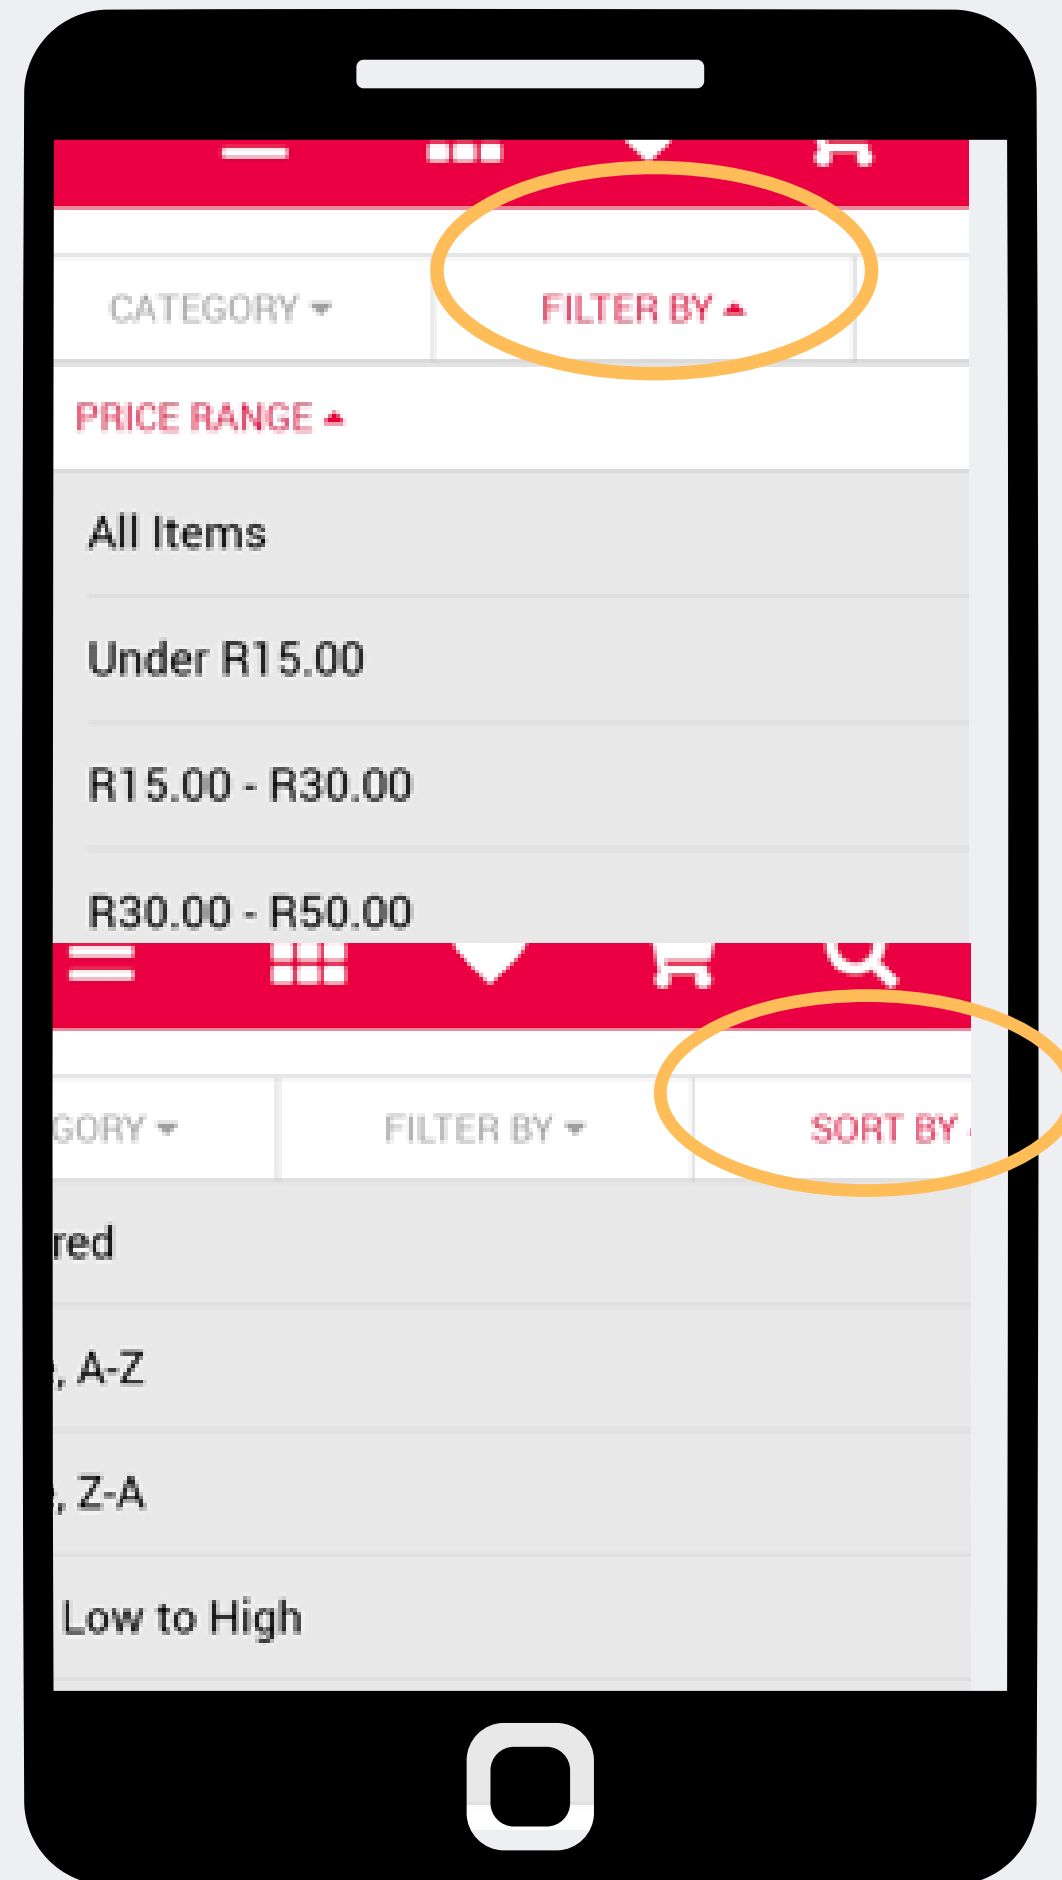 CATEGORY FILTER BY
PRICE RANGE
All Items
Under R15.00
R15.00 - R30.00
R30.00 - R50.00
GORY FILTER BY SORT BY
red
, A-Z
, Z-A
Low to High